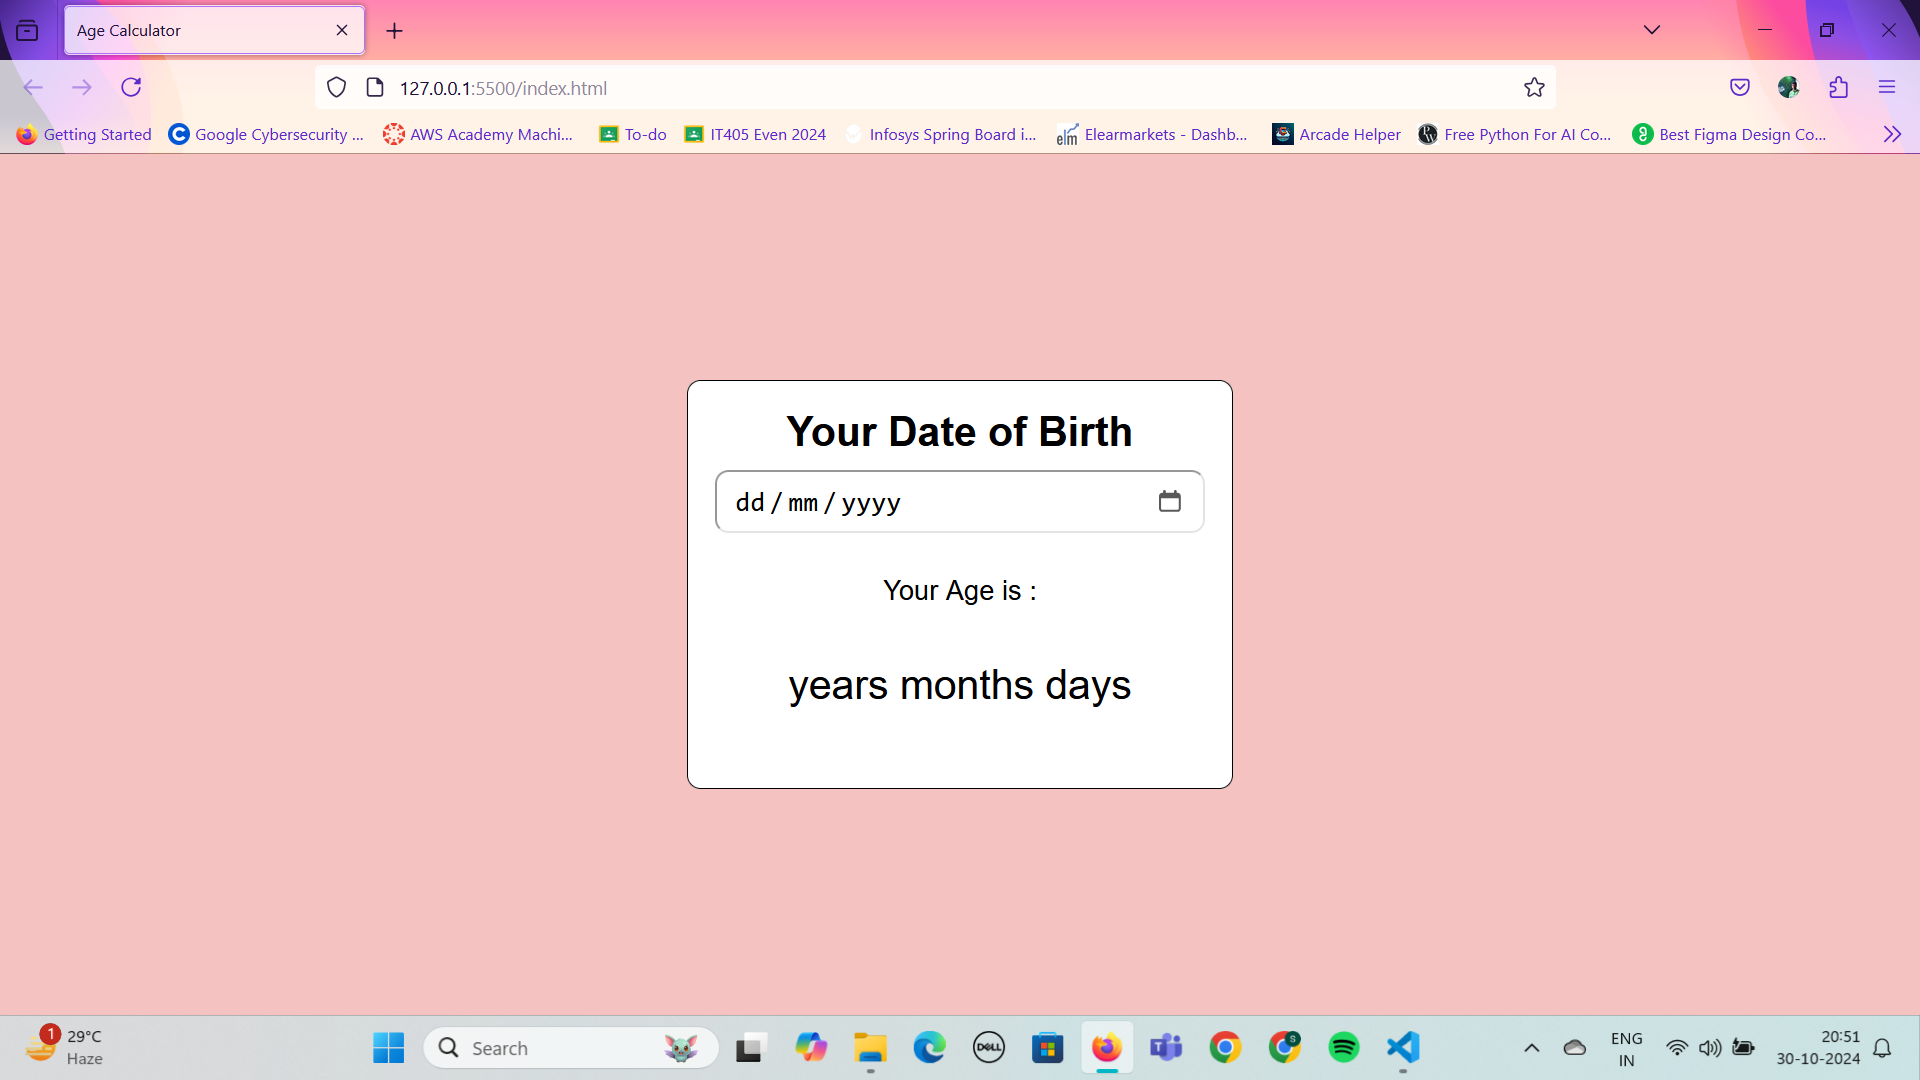 Age Calculator
127.0.0.1:5500/index.html
Getting Started
Google Cybersecurity ...
AWS Academy Machi...
To-do
IT405 Even 2024
Infosys Spring Board i...
elm
Elearmarkets - Dashb...
Arcade Helper
Free Python For AI Co...
Best Figma Design Co...
Your Date of Birth
dd/mm/yyyy
Your Age is :
years months days
1
29°C
Haze
Search
DELL
T
S
ENG
IN
20:51
30-10-2024